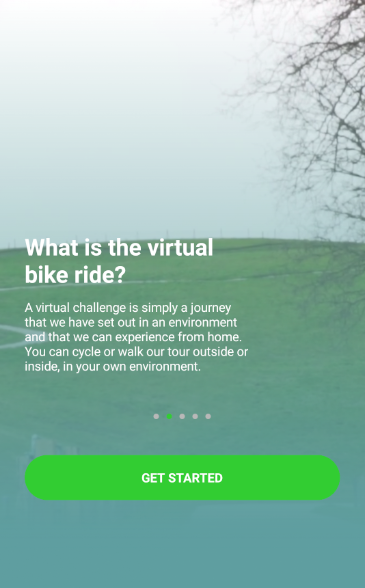 What is the virtual
bike ride?
A virtual challenge is simply a journey
that we have set out in an environment
and that we can experience from home.
You can cycle or walk our tour outside or
inside, in your own environment.
GET STARTED